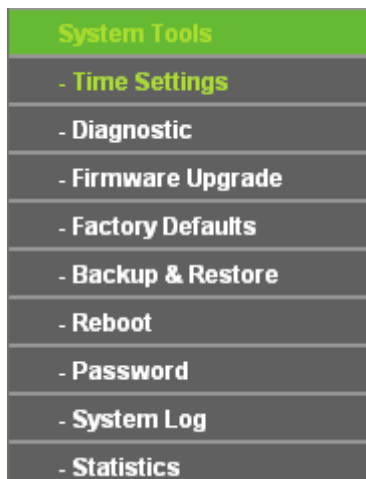 System Tools
- Time Settings
- Diagnostic
- Firmware Upgrade
- Factory Defaults
- Backup & Restore
- Reboot
- Password
- System Log
- Statistics